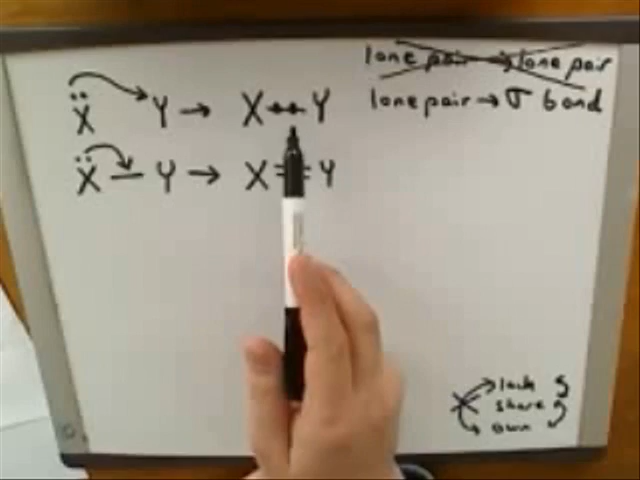 lone pair → lone pair
lone pair → σ bond
Ẍ Y → X Y
Ẍ — Y → X = Y
X lack
share
own